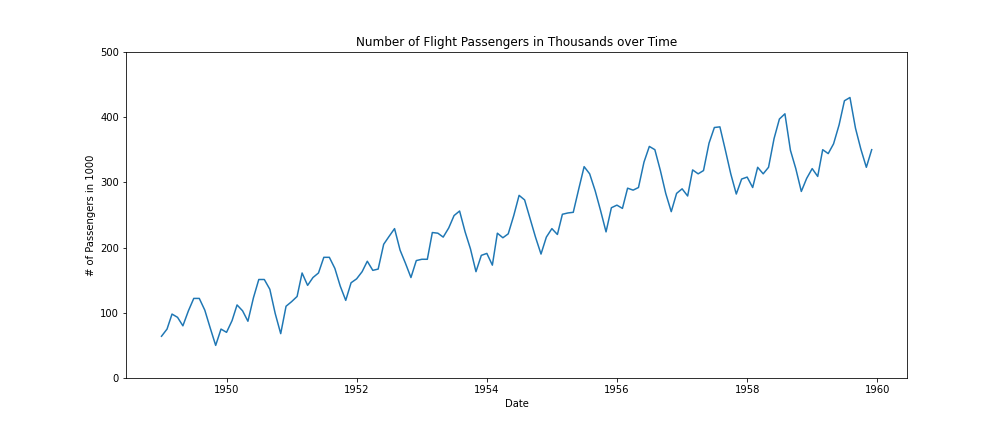 Number of Flight Passengers in Thousands over Time
500
400
300
200
100
0
# of Passengers in 1000
1950 1952 1954 1956 1958 1960
Date